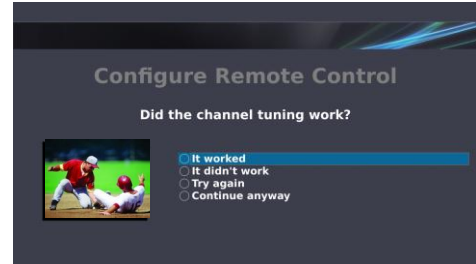 Configure Remote Control
Did the channel tuning work?
It worked
It didn't work
Try again
Continue anyway